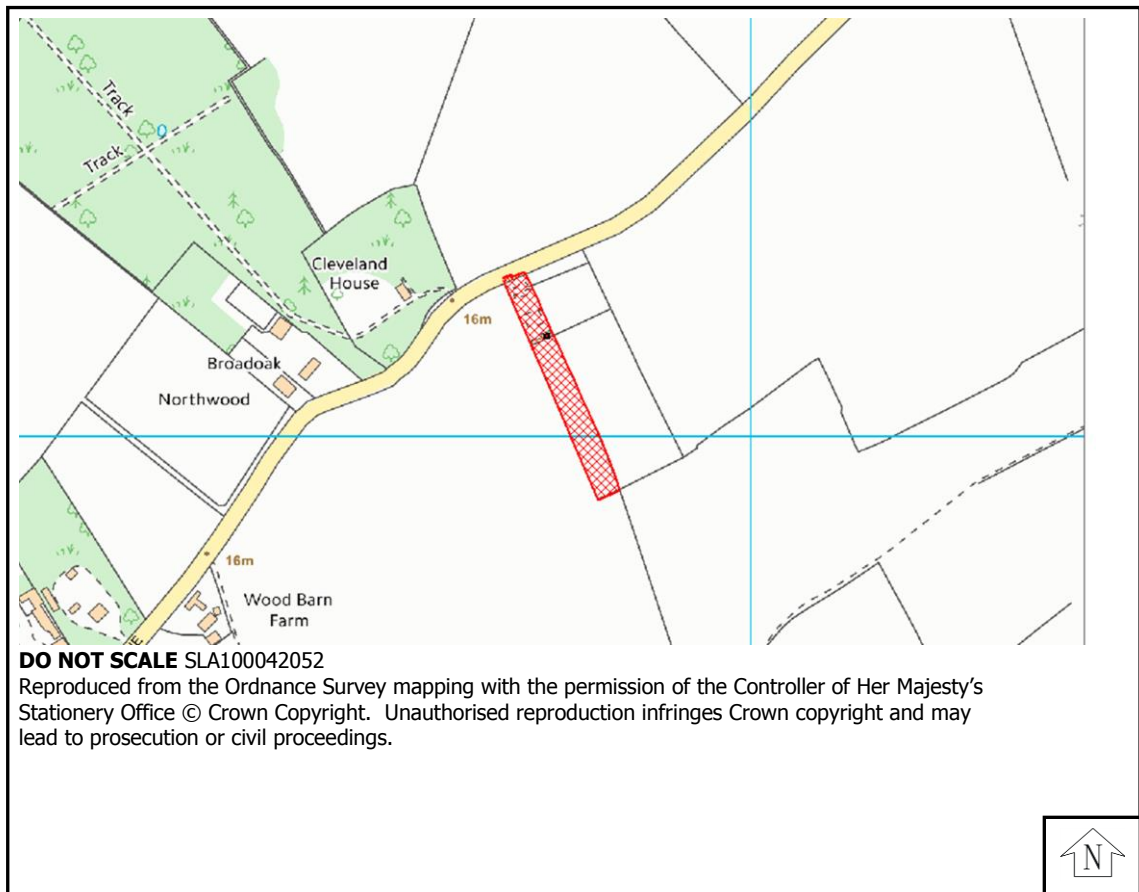 Track
Track
Cleveland
House
16m
Broadoak
Northwood
16m
Wood Barn
Farm
E
DO NOT SCALE SLA100042052
Reproduced from the Ordnance Survey mapping with the permission of the Controller of Her Majesty’s
Stationery Office © Crown Copyright. Unauthorised reproduction infringes Crown copyright and may
lead to prosecution or civil proceedings.
N